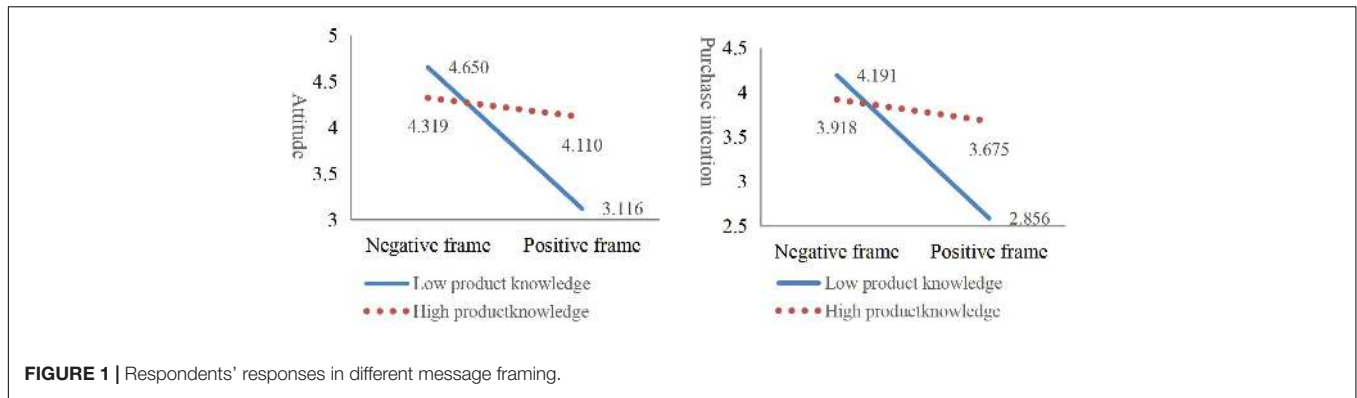 5
4.5
4
3.5
3
Attitude
4.650
4.319
4.110
3.116
Negative frame Positive frame
Low product knowledge
High productknowledge
4.5
4
3.5
3
2.5
Purchase intention
4.191
3.918
3.675
2.856
Negative frame Positive frame
Low product knowledge
High productknowledge
FIGURE 1 | Respondents' responses in different message framing.